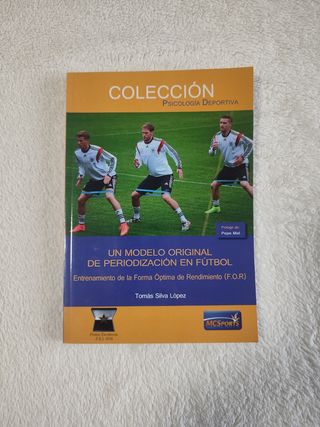 COLECCIÓN
PSICOLOGÍA DEPORTIVA
Prólogo de:
Pepe Mel
UN MODELO ORIGINAL
DE PERIODIZACIÓN EN FÚTBOL
Entrenamiento de la Forma Óptima de Rendimiento (F.O.R)
Tomás Silva López
MCSPORTS